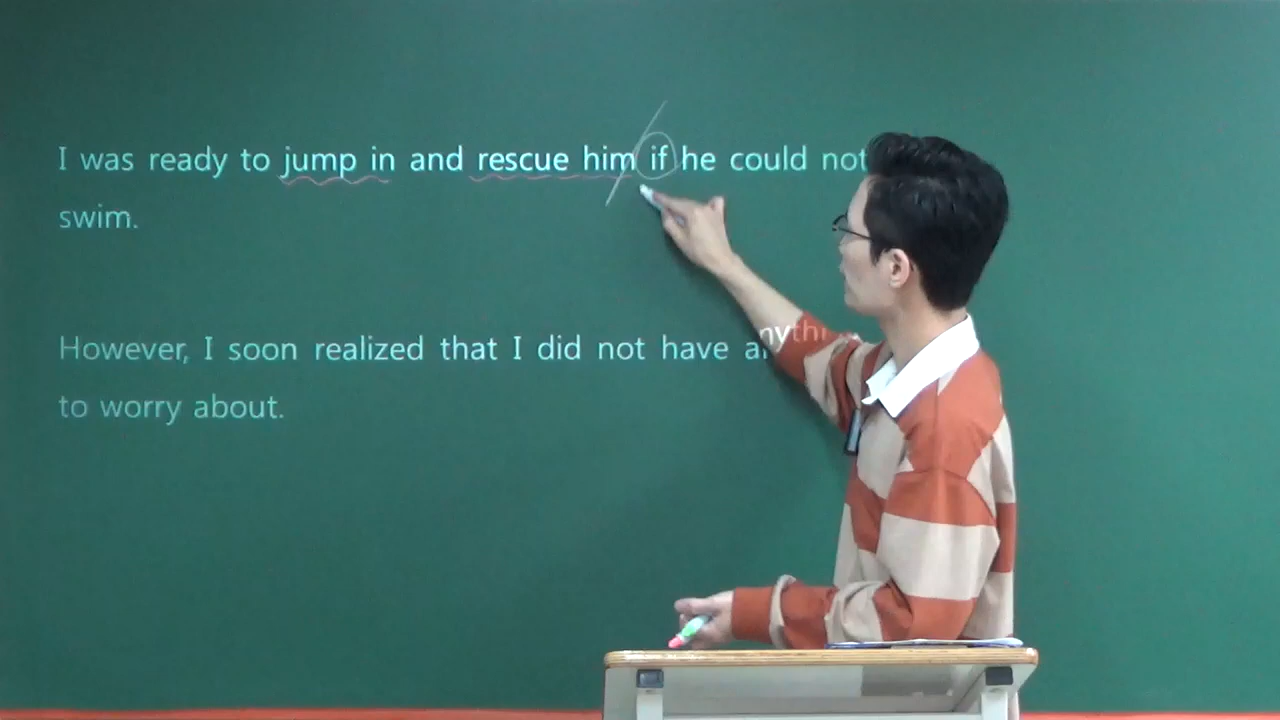 I was ready to jump in and rescue him if he could not
swim.
However, I soon realized that I did not have
to worry about.